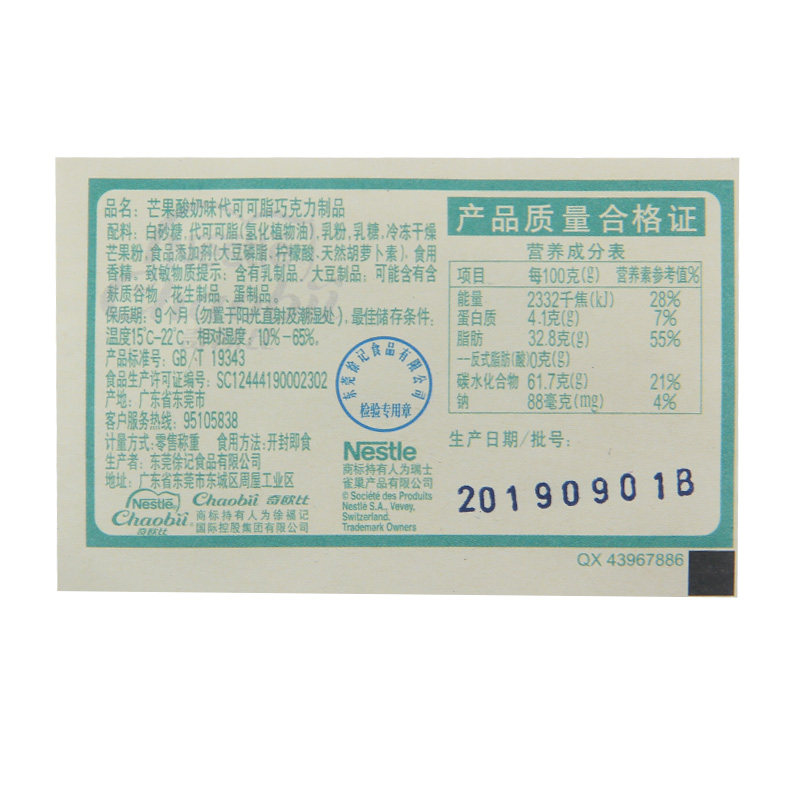 品名：芒果酸奶味代可可脂巧克力制品
配料：白砂糖，代可可脂(氢化植物油)，乳粉，乳糖，冷冻干燥
芒果粉，食品添加剂(大豆磷脂、柠檬酸、天然胡萝卜素)，食用
香精。致敏物质提示：含有乳制品、大豆制品；可能含有含
麸质谷物、花生制品、蛋制品。
保质期：9个月（勿置于阳光直射及潮湿处），最佳储存条件：
温度15℃-22℃，相对湿度：10%-65%。
产品标准号：GB/T 19343
食品生产许可证编号：SC12444190002302
产地：广东省东莞市
客户服务热线：95105838
计量方式：零售称重 食用方法：开封即食
生产者：东莞徐记食品有限公司
地址：广东省东莞市东城区周屋工业区
Nestlé
Chaobii
奇欧比
Chaobii 奇欧比
商标持有人为徐福记
国际控股集团有限公司
东莞徐记食品有限公司
检验专用章
Nestle
商标持有人为瑞士
雀巢产品有限公司
© Société des Produits
Nestlé S.A., Vevey,
Switzerland.
Trademark Owners
产品质量合格证
营养成分表
项目 每100克(g) 营养素参考值%
能量 2332千焦(kJ) 28%
蛋白质 4.1克(g) 7%
脂肪 32.8克(g) 55%
---反式脂肪(酸)0克(g)
碳水化合物 61.7克(g) 21%
钠 88毫克(mg) 4%
生产日期/批号：
20190901B
QX 43967886